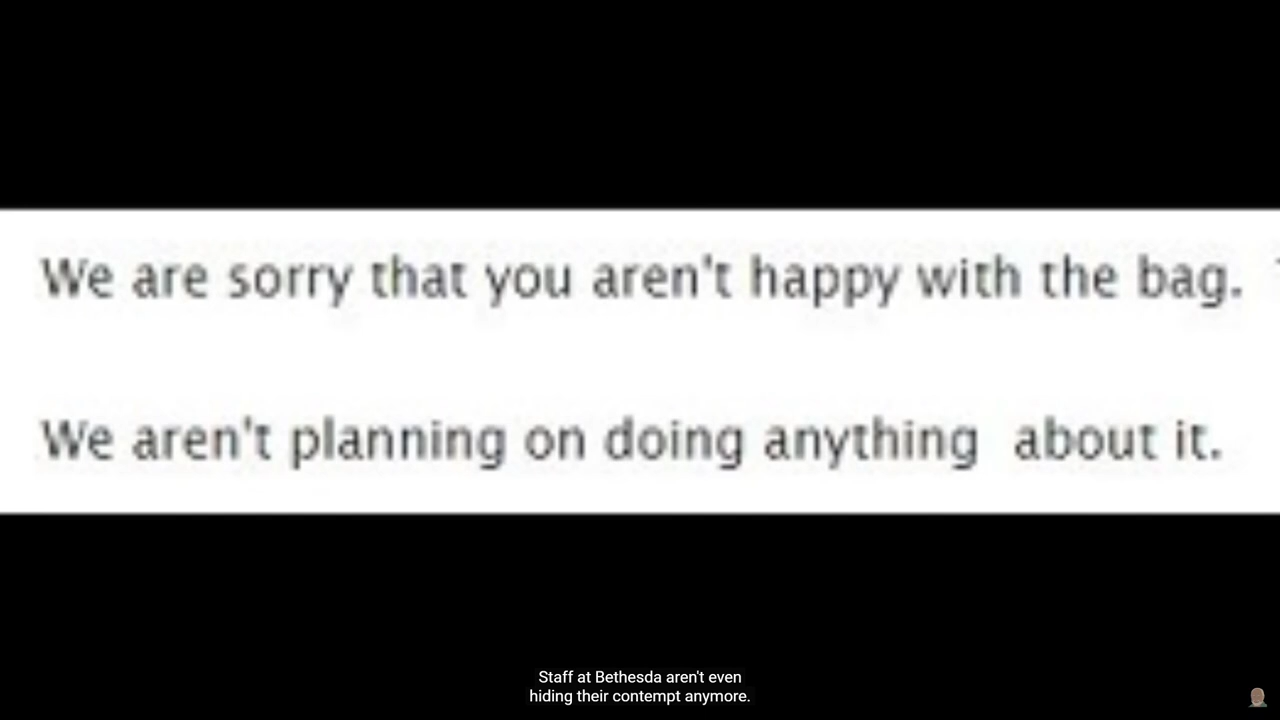 We are sorry that you aren't happy with the bag.
We aren't planning on doing anything  about it.
Staff at Bethesda aren't even
hiding their contempt anymore.